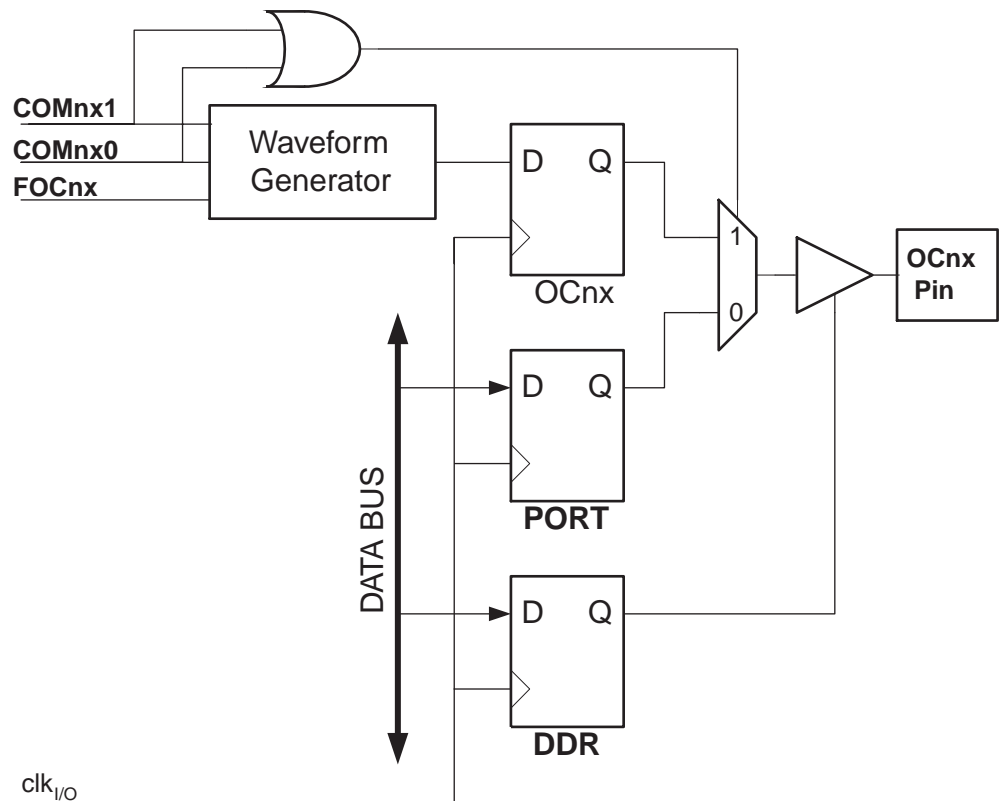 COMnx1
COMnx0
FOCnx
Waveform
Generator
D Q
OCnx
1
0
OCnx
Pin
D Q
PORT
DATA BUS
D Q
DDR
clkI/O